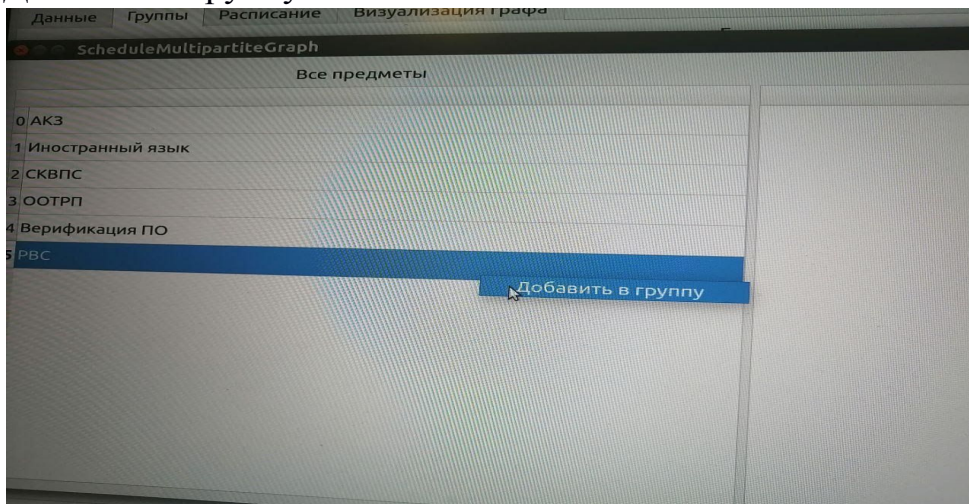 Данные Группы Расписание Визуализация графа
ScheduleMultipartiteGraph
Все предметы
0 АКЗ
1 Иностранный язык
2 СКВПС
3 ООТРП
4 Верификация ПО
5 РВС
Добавить в группу